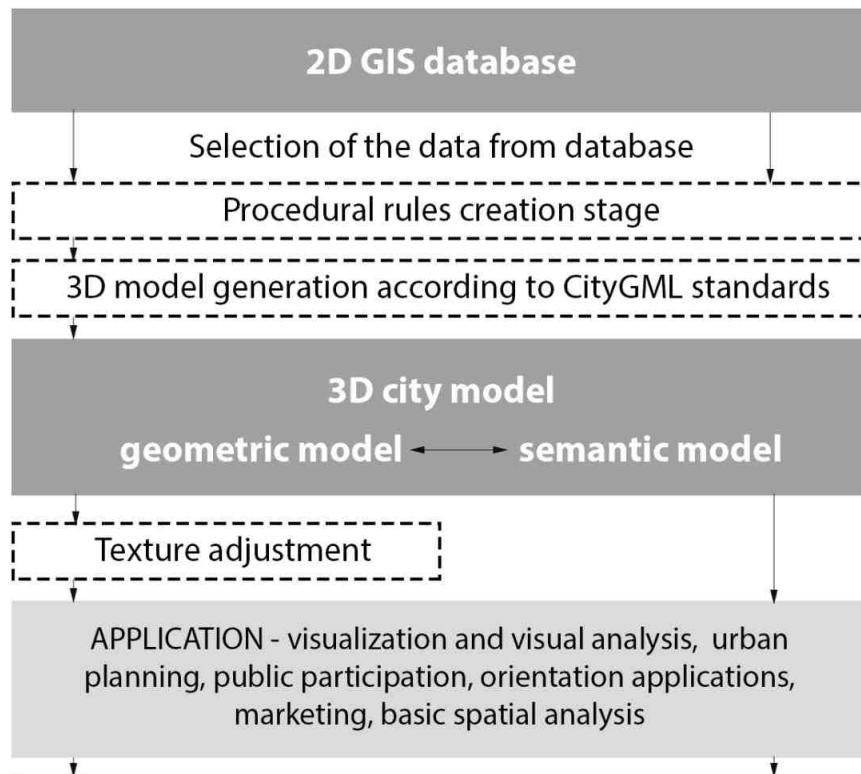 2D GIS database
Selection of the data from database
Procedural rules creation stage
3D model generation according to CityGML standards
3D city model
geometric model semantic model
Texture adjustment
APPLICATION - visualization and visual analysis, urban
planning, public participation, orientation applications,
marketing, basic spatial analysis